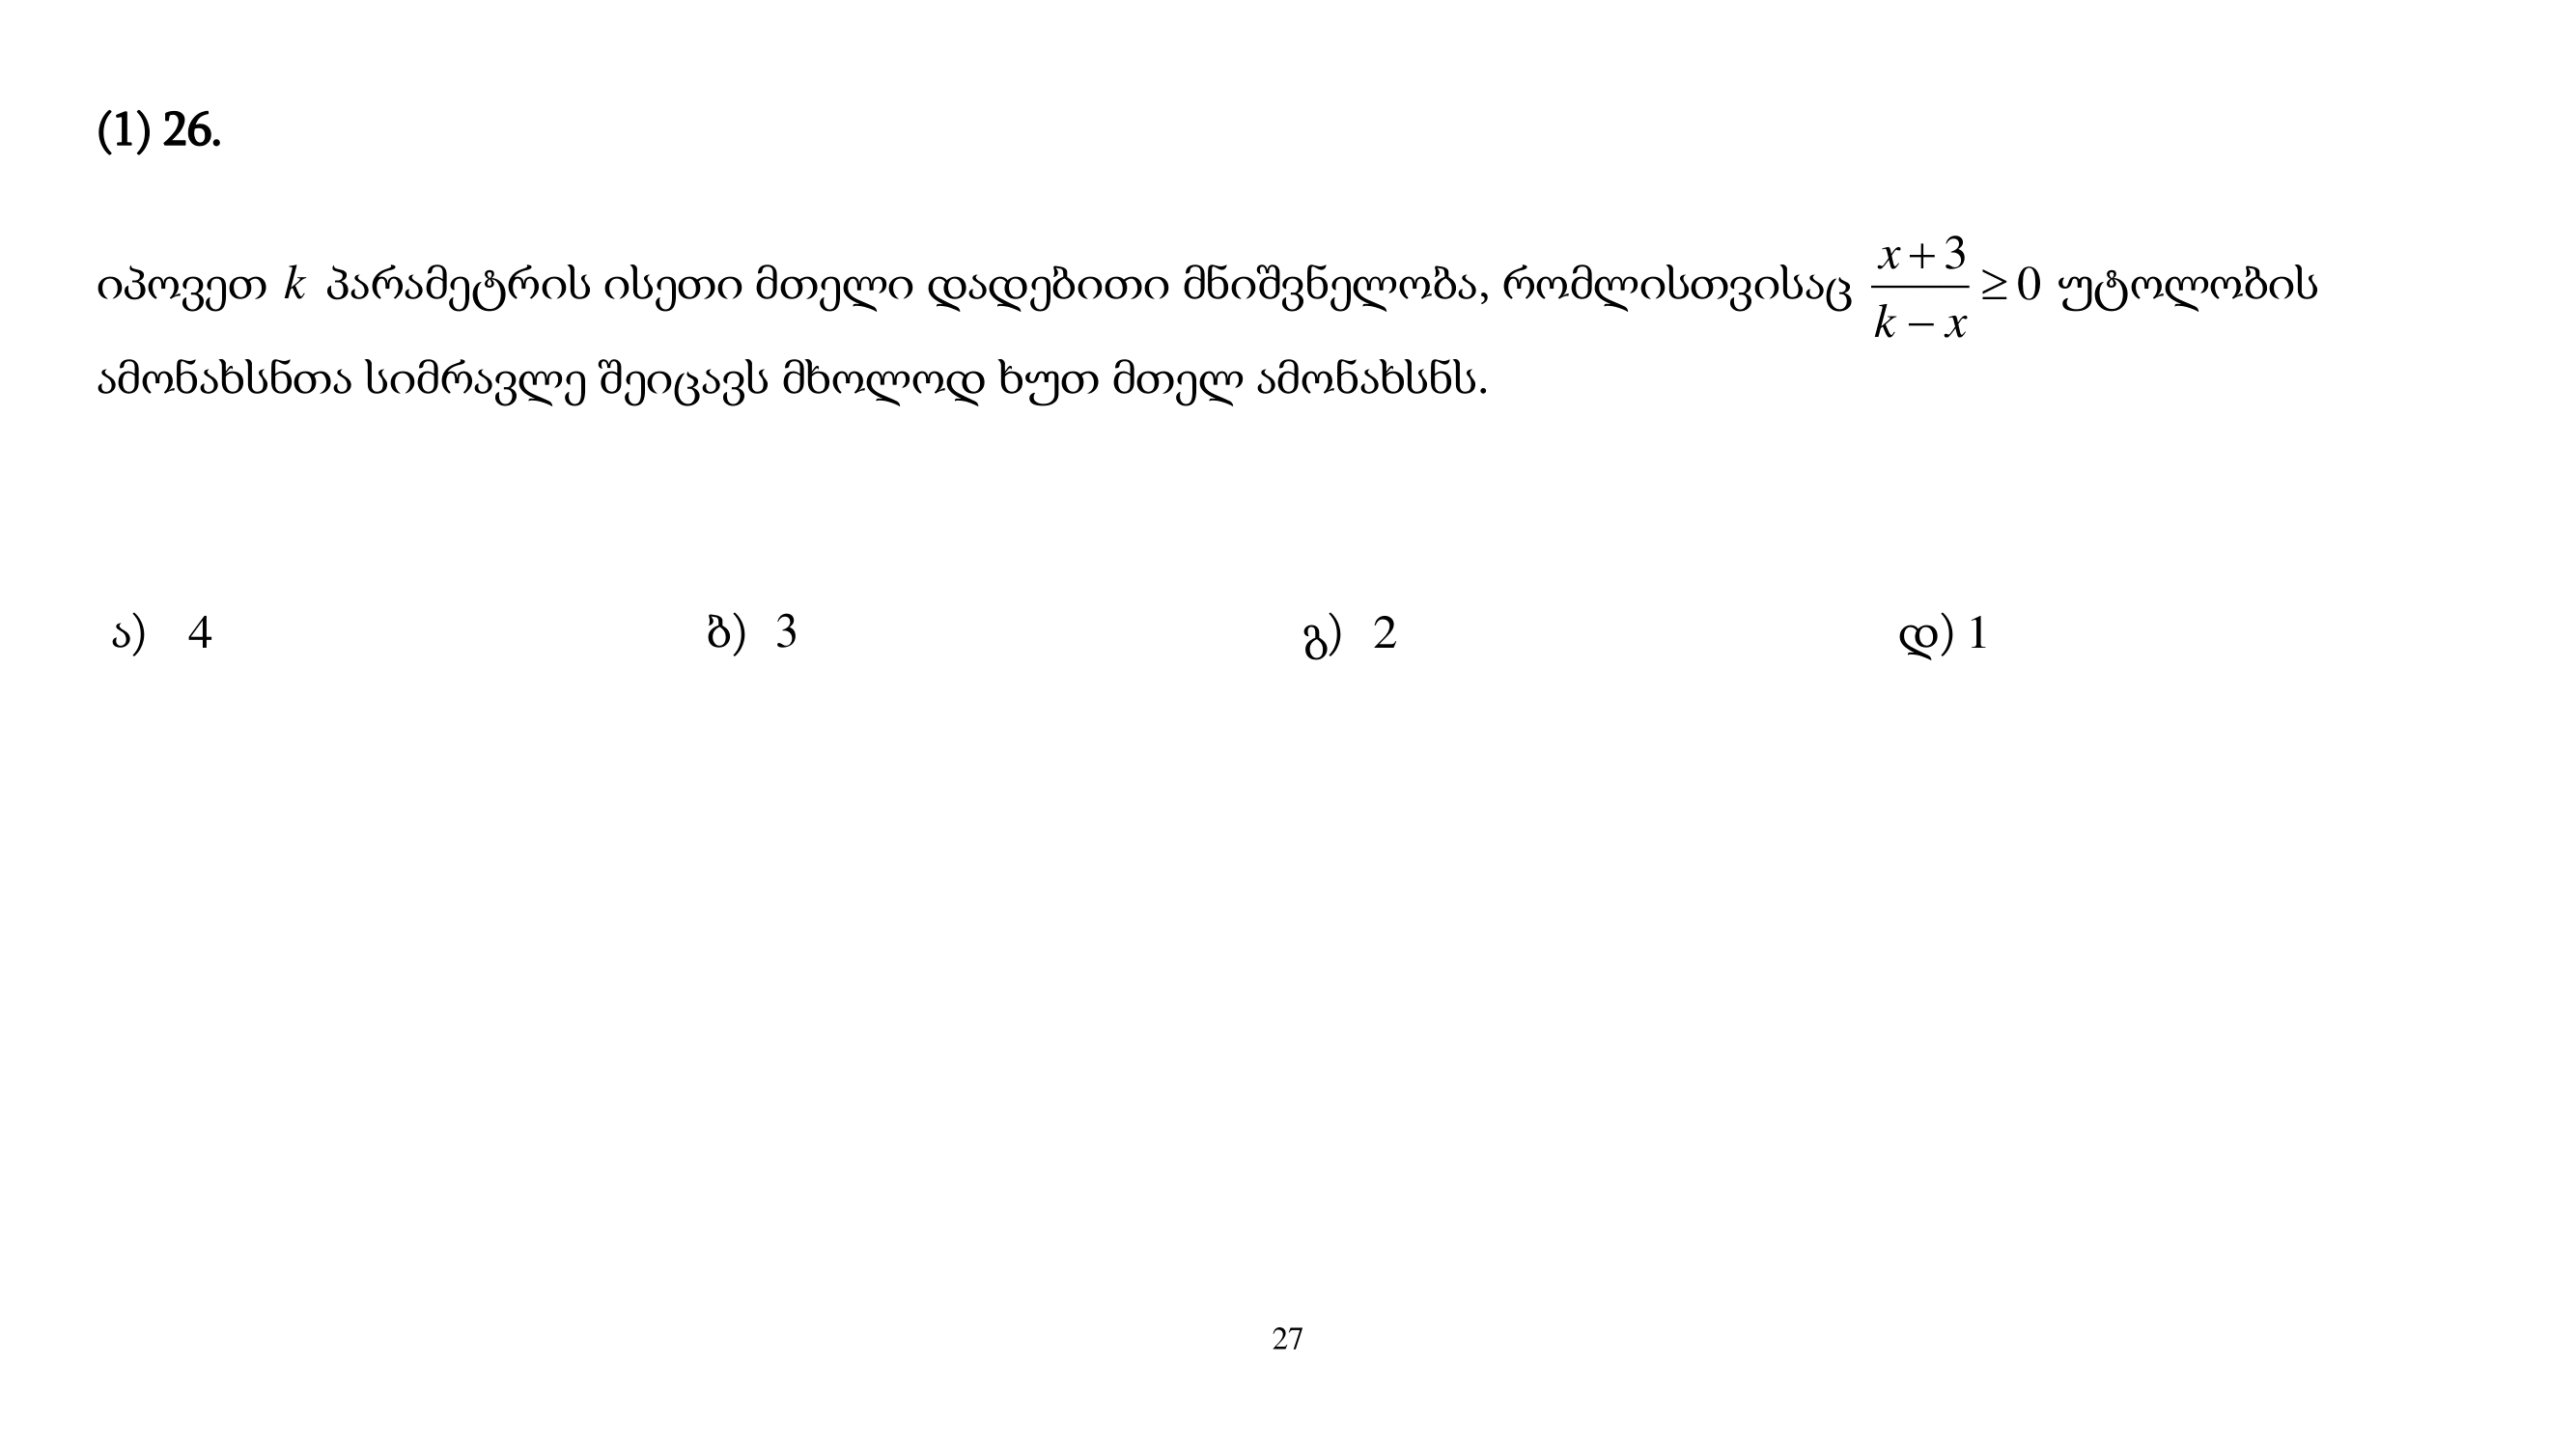 (1) 26.
იპოვეთ k პარამეტრის ისეთი მთელი დადებითი მნიშვნელობა, რომლისთვისაც \frac{x+3}{k-x} ≥ 0 უტოლობის
ამონახსნთა სიმრავლე შეიცავს მხოლოდ ხუთ მთელ ამონახსნს.
ა) 4 ბ) 3 გ) 2 დ) 1
27